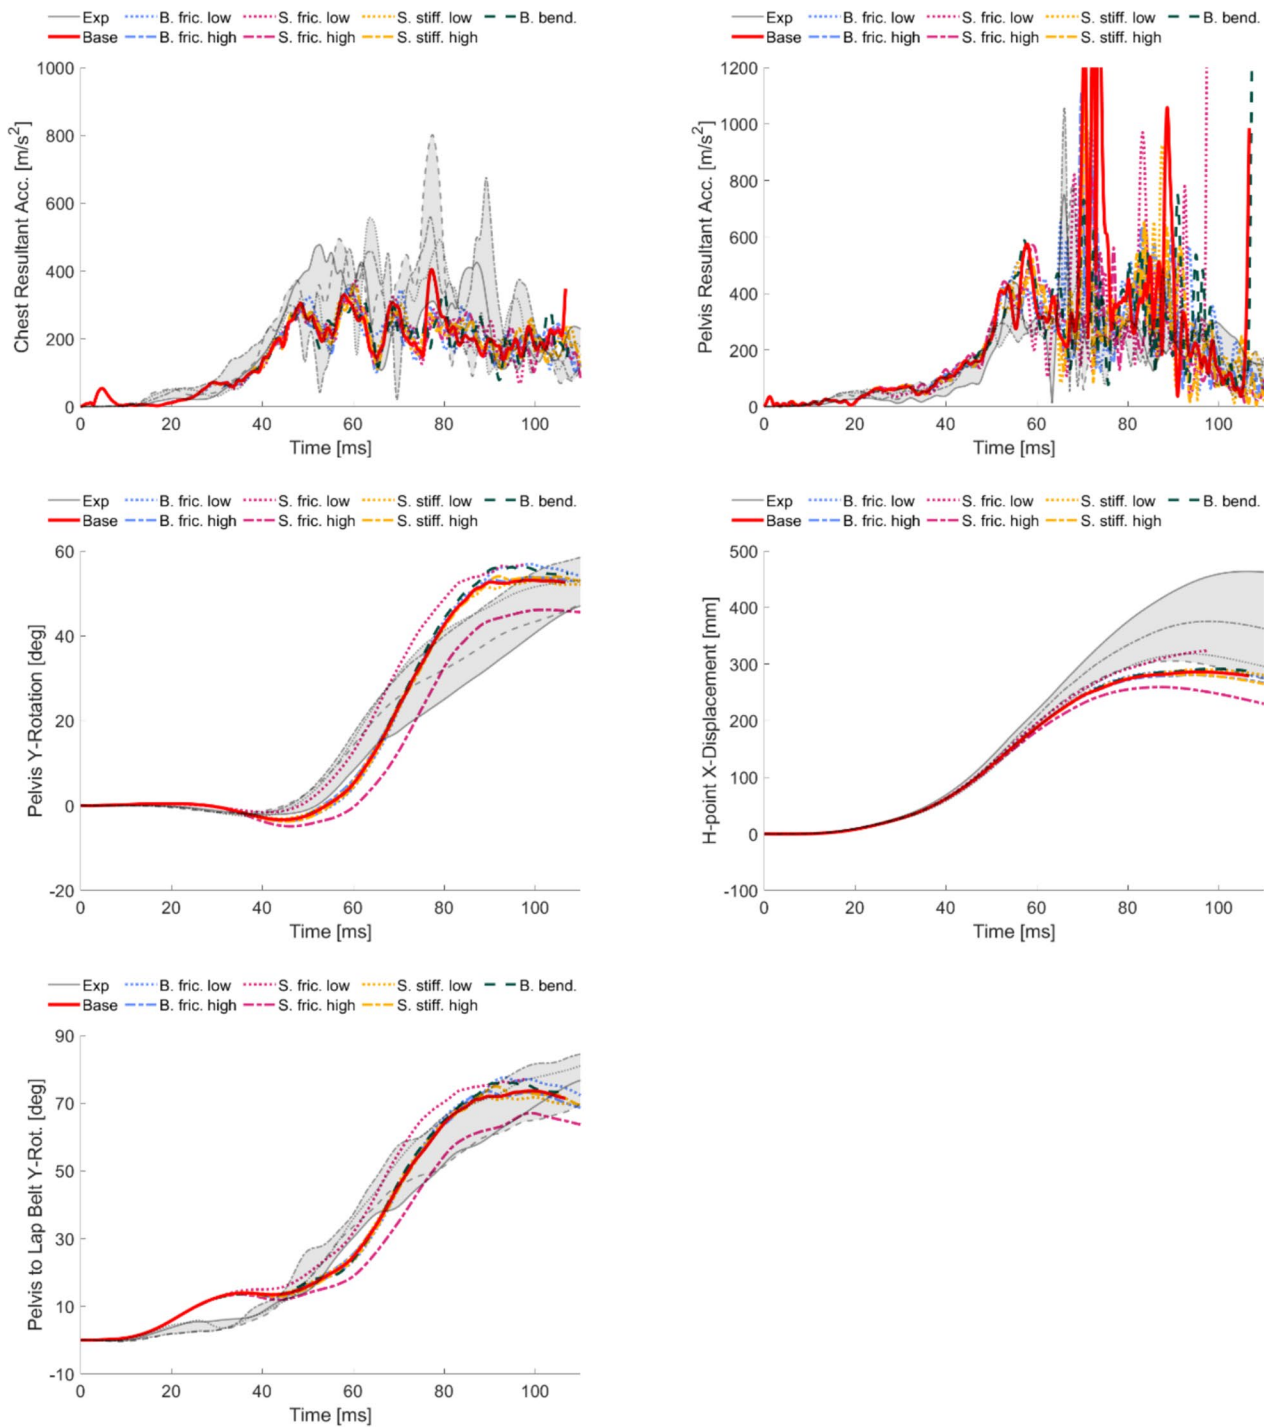 Exp B. fric. low S. fric. low S. stiff. low B. bend.
Base B. fric. high S. fric. high S. stiff. high
1000
800
600
400
200
0
Chest Resultant Acc. [m/s²]
0 20 40 60 80 100
Time [ms]
Exp B. fric. low S. fric. low S. stiff. low B. bend.
Base B. fric. high S. fric. high S. stiff. high
1200
1000
800
600
400
200
0
Pelvis Resultant Acc. [m/s²]
0 20 40 60 80 100
Time [ms]
Exp B. fric. low S. fric. low S. stiff. low B. bend.
Base B. fric. high S. fric. high S. stiff. high
60
40
20
0
-20
Pelvis Y-Rotation [deg]
0 20 40 60 80 100
Time [ms]
Exp B. fric. low S. fric. low S. stiff. low B. bend.
Base B. fric. high S. fric. high S. stiff. high
500
400
300
200
100
0
-100
H-point X-Displacement [mm]
0 20 40 60 80 100
Time [ms]
Exp B. fric. low S. fric. low S. stiff. low B. bend.
Base B. fric. high S. fric. high S. stiff. high
90
70
50
30
10
-10
Pelvis to Lap Belt Y-Rot. [deg]
0 20 40 60 80 100
Time [ms]